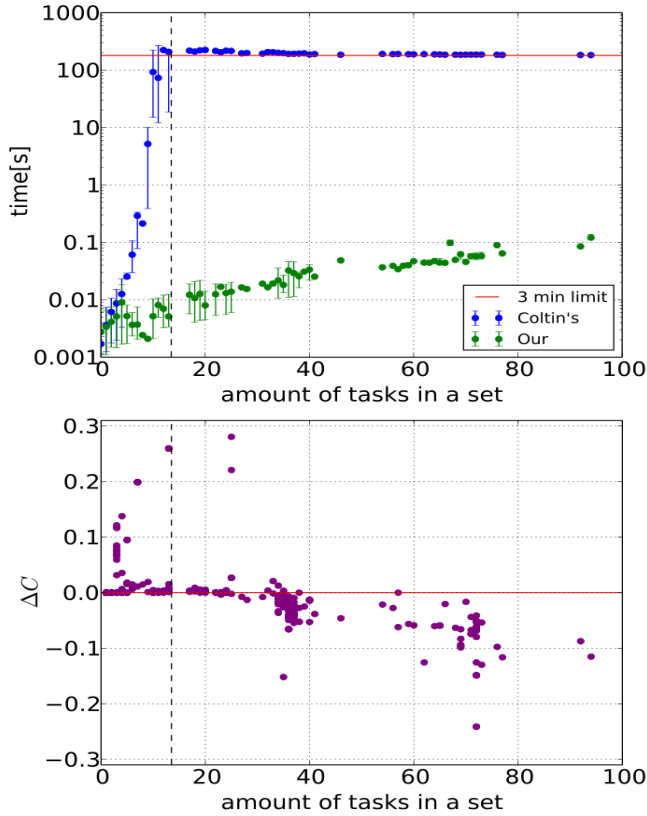 1000
100
10
1
0.1
0.01
0.001
time[s]
3 min limit
Coltin's
Our
0 20 40 60 80 100
amount of tasks in a set
0.3
0.2
0.1
0.0
−0.1
−0.2
−0.3
ΔC
0 20 40 60 80 100
amount of tasks in a set